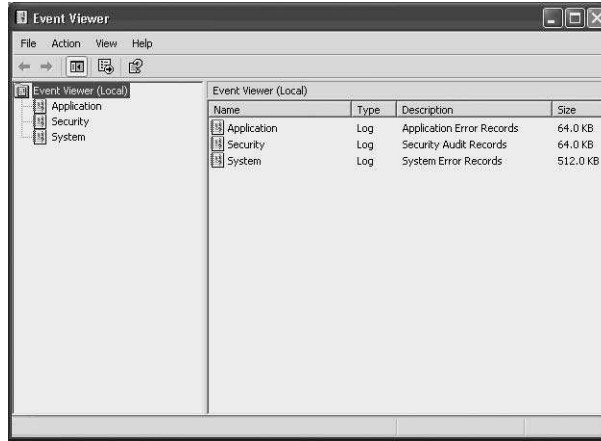 Event Viewer
File Action View Help
Event Viewer (Local)
Application
Security
System
Event Viewer (Local)
Name Type Description Size
Application Log Application Error Records 64.0 KB
Security Log Security Audit Records 64.0 KB
System Log System Error Records 512.0 KB